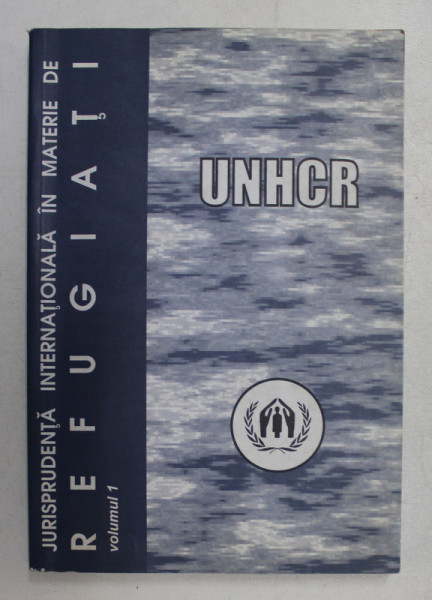 JURISPRUDENȚĂ INTERNAȚIONALĂ ÎN MATERIE DE
REFUGIAȚI
volumul 1
UNHCR